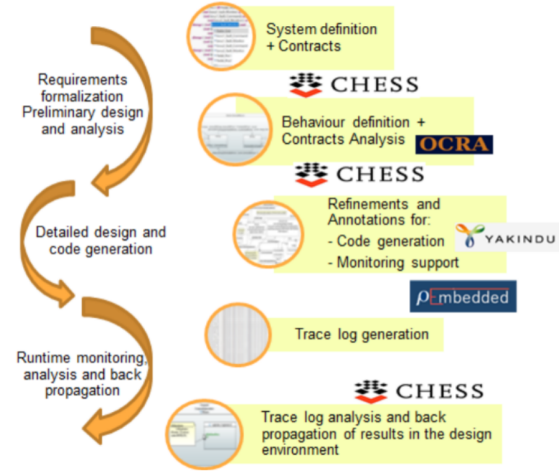 System definition
+ Contracts
CHESS
Requirements
formalization
Preliminary design
and analysis
Behaviour definition +
Contracts Analysis
OCRA
CHESS
Refinements and
Annotations for:
- Code generation
- Monitoring support
YAKINDU
Detailed design and
code generation
ρEmbedded
Trace log generation
Runtime monitoring,
analysis and back
propagation
CHESS
Trace log analysis and back
propagation of results in the design
environment